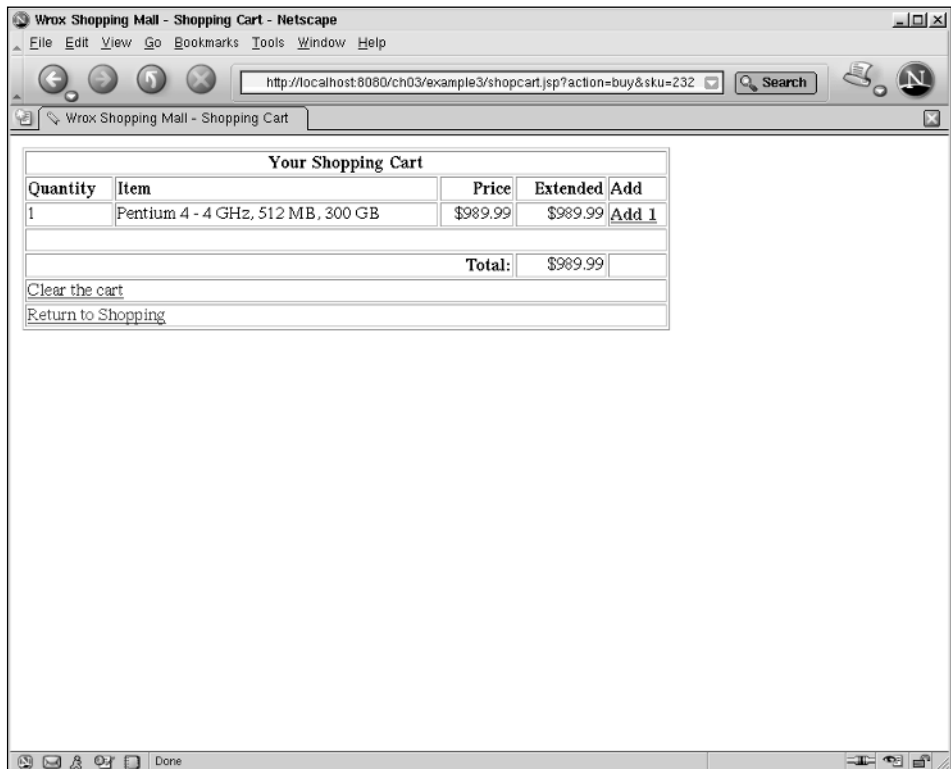 Wrox Shopping Mall - Shopping Cart - Netscape
File Edit View Go Bookmarks Tools Window Help
http://localhost:8080/ch03/example3/shopcart.jsp?action=buy&sku=232 Search N
Wrox Shopping Mall - Shopping Cart
Your Shopping Cart
Quantity Item Price Extended Add
1 Pentium 4 - 4 GHz, 512 MB, 300 GB $989.99 $989.99 Add 1
Total: $989.99
Clear the cart
Return to Shopping
Done